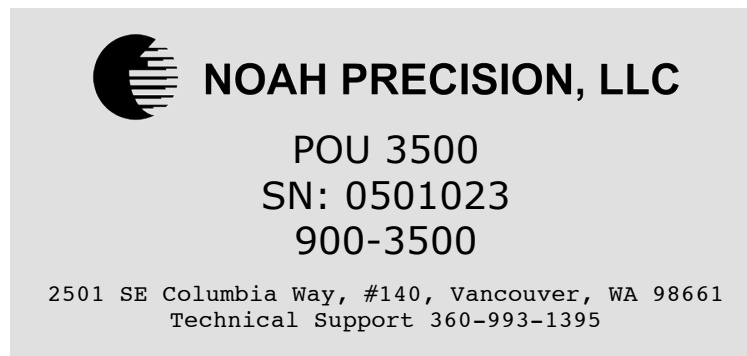 NOAH PRECISION, LLC
POU 3500
SN: 0501023
900-3500
2501 SE Columbia Way, #140, Vancouver, WA 98661
Technical Support 360-993-1395